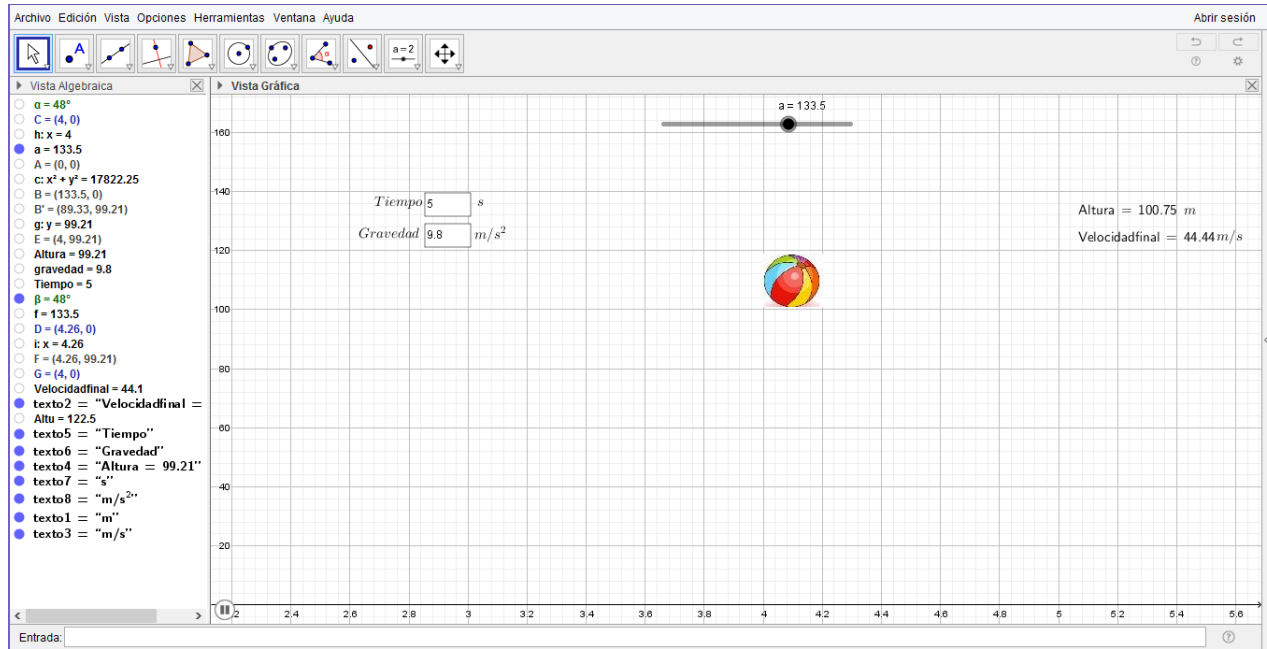 Archivo Edición Vista Opciones Herramientas Ventana Ayuda
Abrir sesión
A
α
a = 2
Vista Algebraica
Vista Gráfica
α = 48°
C = (4, 0)
h: x = 4
a = 133.5
A = (0, 0)
c: x² + y² = 17822.25
B = (133.5, 0)
B' = (89.33, 99.21)
g: y = 99.21
E = (4, 99.21)
Altura = 99.21
gravedad = 9.8
Tiempo = 5
β = 48°
f = 133.5
D = (4.26, 0)
i: x = 4.26
F = (4.26, 99.21)
G = (4, 0)
Velocidadfinal = 44.1
texto2 = “Velocidadfinal =
Altu = 122.5
texto5 = “Tiempo”
texto6 = “Gravedad”
texto4 = “Altura = 99.21”
texto7 = “s”
texto8 = “m/s²”
texto1 = “m”
texto3 = “m/s”
a = 133.5
Tiempo 5 s
Gravedad 9.8 m/s²
Altura = 100.75 m
Velocidadfinal = 44.44 m/s
160
140
120
100
80
60
40
20
2 2.4 2.6 2.8 3 3.2 3.4 3.6 3.8 4 4.2 4.4 4.6 4.8 5 5.2 5.4 5.6
Entrada: